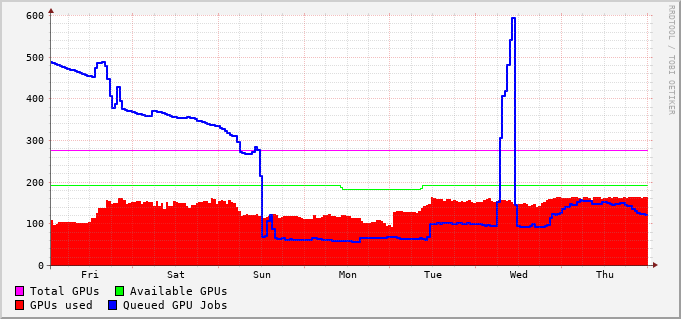 600
500
400
300
200
100
0
Fri Sat Sun Mon Tue Wed Thu
Total GPUs Available GPUs
GPUs used Queued GPU Jobs
RRDTOOL / TOBI OETIKER